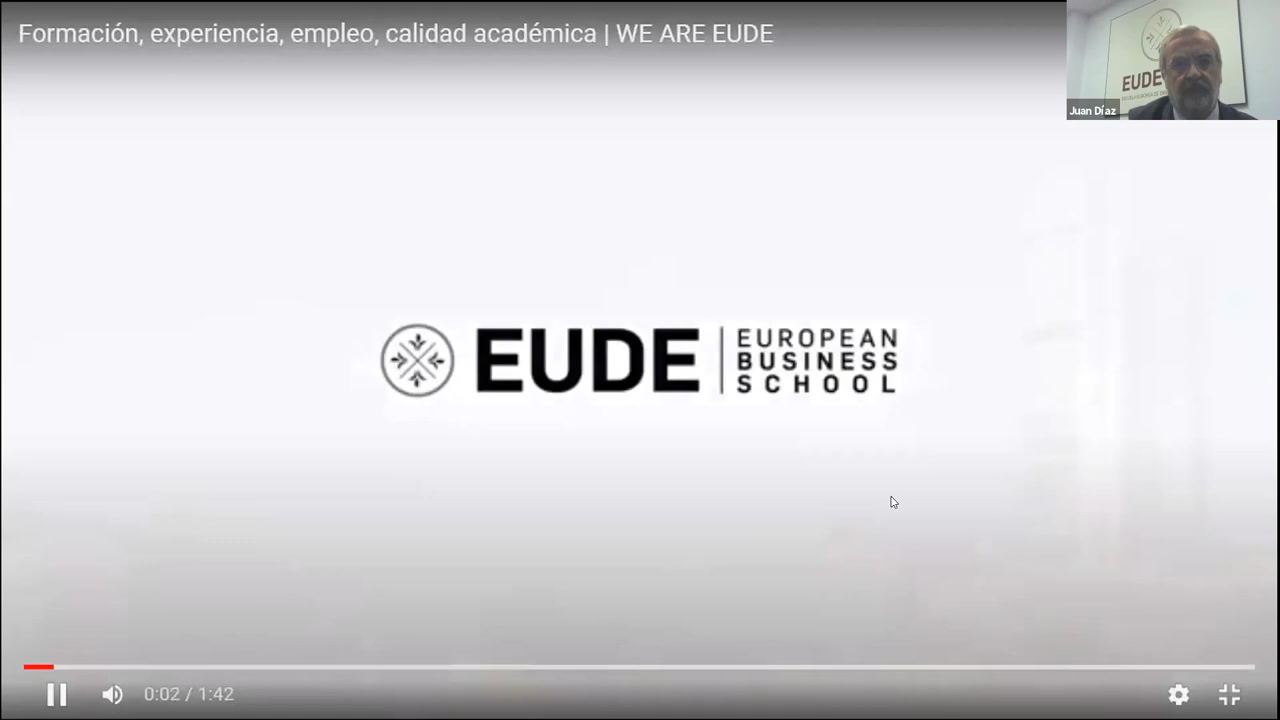 Formación, experiencia, empleo, calidad académica | WE ARE EUDE
EUDE
Juan Díaz
EUDE
EUROPEAN
BUSINESS
SCHOOL
0:02 / 1:42